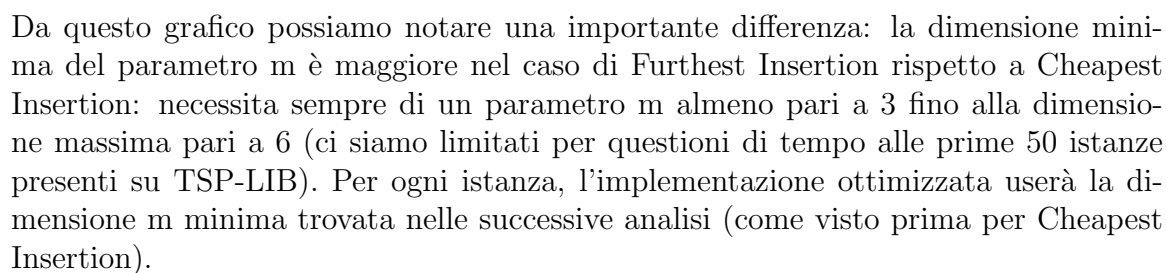 Da questo grafico possiamo notare una importante differenza: la dimensione mini-
ma del parametro m è maggiore nel caso di Furthest Insertion rispetto a Cheapest
Insertion: necessita sempre di un parametro m almeno pari a 3 fino alla dimensio-
ne massima pari a 6 (ci siamo limitati per questioni di tempo alle prime 50 istanze
presenti su TSP-LIB). Per ogni istanza, l'implementazione ottimizzata userà la di-
mensione m minima trovata nelle successive analisi (come visto prima per Cheapest
Insertion).